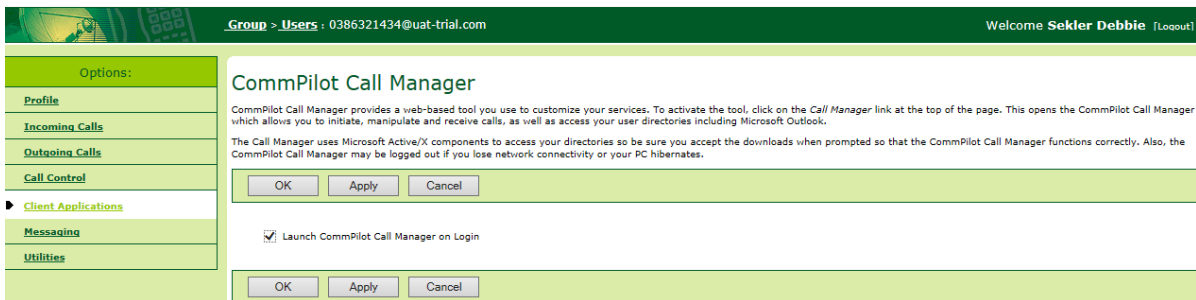 Group > Users : 0386321434@uat-trial.com
Welcome Sekler Debbie [Logout]
Options:
Profile
Incoming Calls
Outgoing Calls
Call Control
Client Applications
Messaging
Utilities
CommPilot Call Manager
CommPilot Call Manager provides a web-based tool you use to customize your services. To activate the tool, click on the Call Manager link at the top of the page. This opens the CommPilot Call Manager
which allows you to initiate, manipulate and receive calls, as well as access your user directories including Microsoft Outlook.
The Call Manager uses Microsoft Active/X components to access your directories so be sure you accept the downloads when prompted so that the CommPilot Call Manager functions correctly. Also, the
CommPilot Call Manager may be logged out if you lose network connectivity or your PC hibernates.
OK Apply Cancel
Launch CommPilot Call Manager on Login
OK Apply Cancel